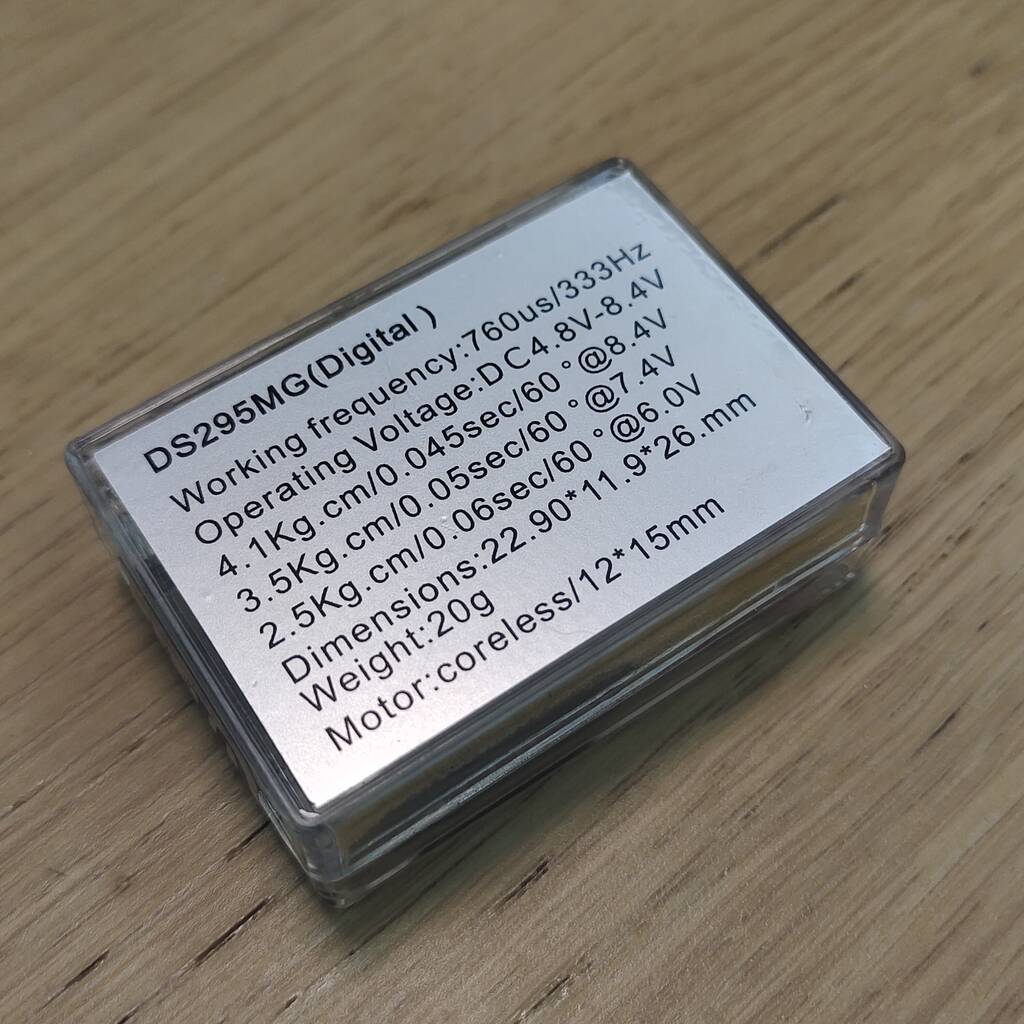 DS295MG(Digital )
Working frequency:760us/333Hz
Operating Voltage:DC4.8V-8.4V
4.1Kg.cm/0.045sec/60°@8.4V
3.5Kg.cm/0.05sec/60°@7.4V
2.5Kg.cm/0.06sec/60°@6.0V
Dimensions:22.90*11.9*26.mm
Weight:20g
Motor:coreless/12*15mm